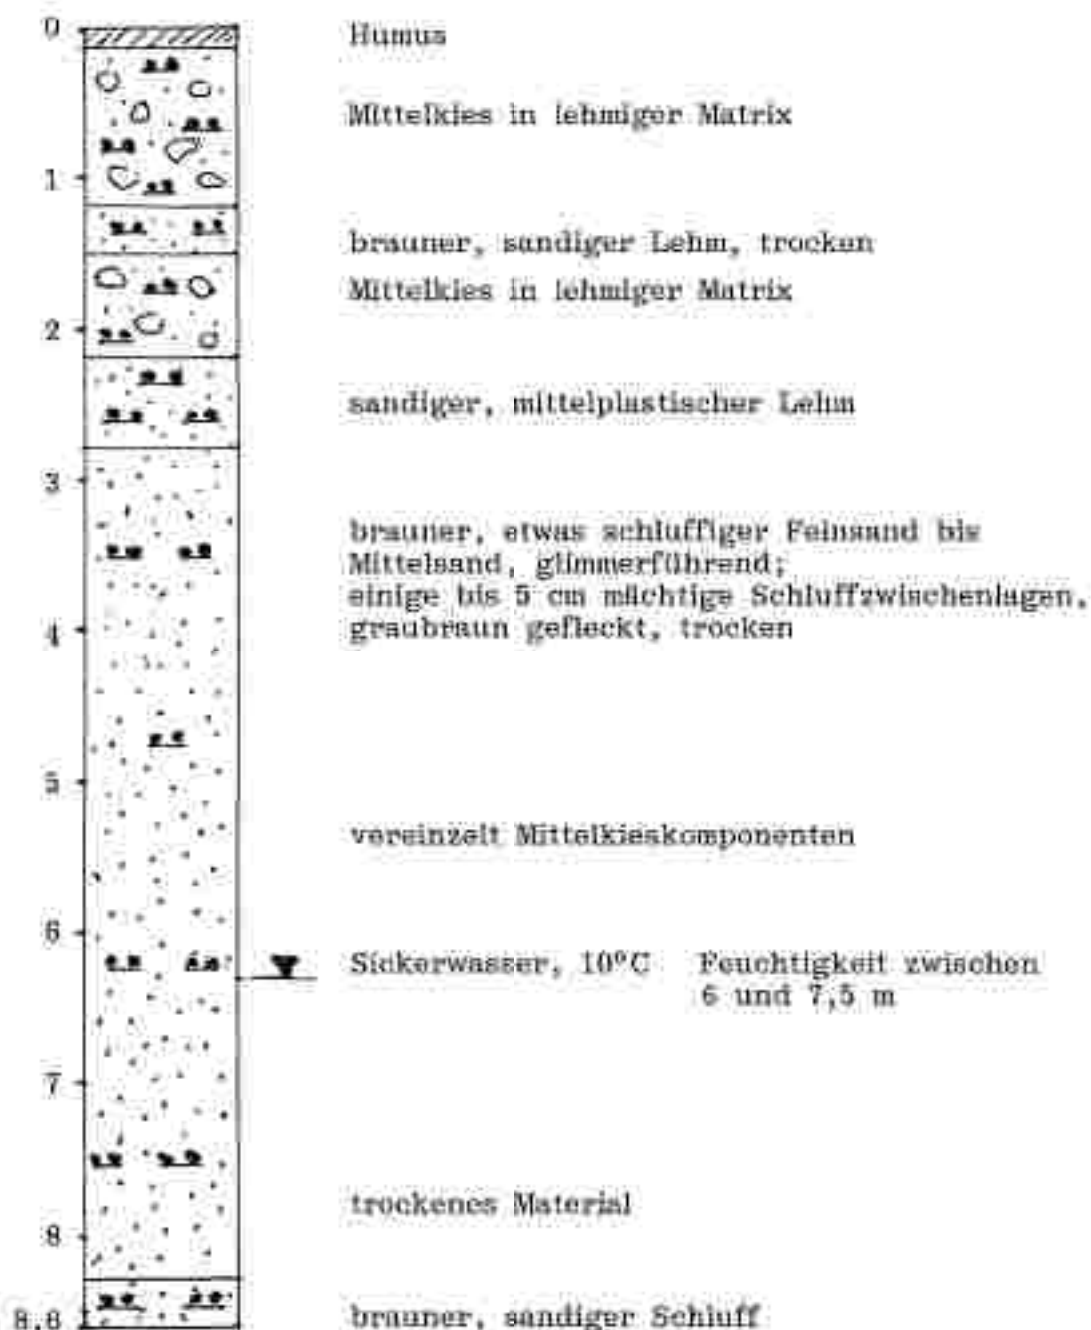 0 Humus
Mittelkies in lehmiger Matrix
1
brauner, sandiger Lehm, trocken
Mittelkies in lehmiger Matrix
2
sandiger, mittelplastischer Lehm
3
brauner, etwas schluffiger Feinsand bis
Mittelsand, glimmerführend;
einige bis 5 cm mächtige Schluffzwischenlagen,
graubraun gefleckt, trocken
4
5
vereinzelt Mittelkieskomponenten
6
Sickerwasser, 10°C Feuchtigkeit zwischen
6 und 7,5 m
7
trockenes Material
8
8,6 brauner, sandiger Schluff